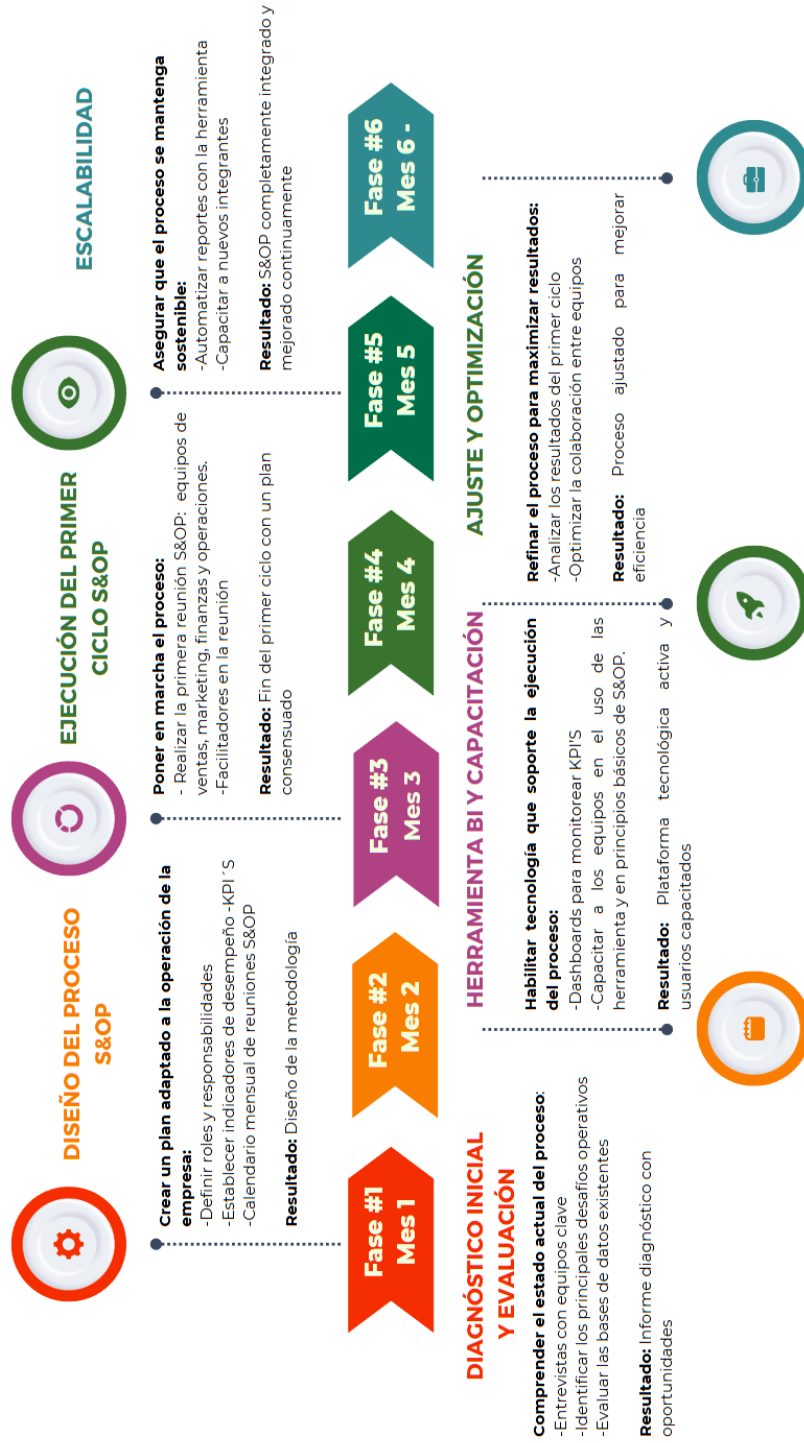 DIAGNÓSTICO INICIAL
Y EVALUACIÓN
Comprender el estado actual del proceso:
-Entrevistas con equipos clave
-Identificar los principales desafíos operativos
-Evaluar las bases de datos existentes
Resultado: Informe diagnóstico con
oportunidades
Fase #1
Mes 1
DISEÑO DEL PROCESO
S&OP
Crear un plan adaptado a la operación de la
empresa:
-Definir roles y responsabilidades
-Establecer indicadores de desempeño -KPI´S
-Calendario mensual de reuniones S&OP
Resultado: Diseño de la metodología
Fase #2
Mes 2
HERRAMIENTA BI Y CAPACITACIÓN
Habilitar tecnología que soporte la ejecución
del proceso:
-Dashboards para monitorear KPI'S
-Capacitar a los equipos en el uso de las
herramienta y en principios básicos de S&OP.
Resultado: Plataforma tecnológica activa y
usuarios capacitados
Fase #3
Mes 3
EJECUCIÓN DEL PRIMER
CICLO S&OP
Poner en marcha el proceso:
- Realizar la primera reunión S&OP: equipos de
ventas, marketing, finanzas y operaciones.
-Facilitadores en la reunión
Resultado: Fin del primer ciclo con un plan
consensuado
Fase #4
Mes 4
AJUSTE Y OPTIMIZACIÓN
Refinar el proceso para maximizar resultados:
-Analizar los resultados del primer ciclo
-Optimizar la colaboración entre equipos
Resultado: Proceso ajustado para mejorar
eficiencia
Fase #5
Mes 5
ESCALABILIDAD
Asegurar que el proceso se mantenga
sostenible:
-Automatizar reportes con la herramienta
-Capacitar a nuevos integrantes
Resultado: S&OP completamente integrado y
mejorado continuamente
Fase #6
Mes 6 -